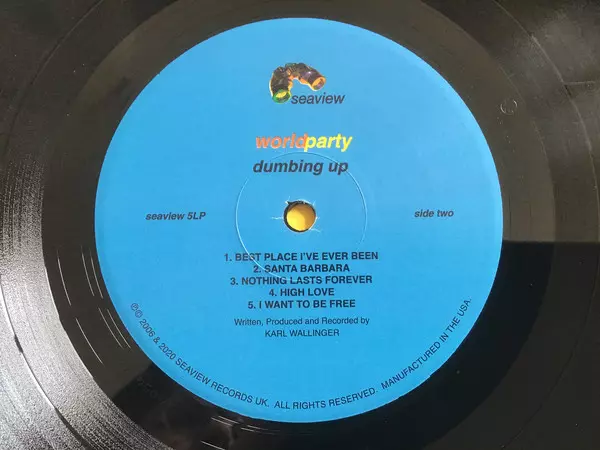 seaview
worldparty
dumbing up
seaview 5LP
side two
1. BEST PLACE I'VE EVER BEEN
2. SANTA BARBARA
3. NOTHING LASTS FOREVER
4. HIGH LOVE
5. I WANT TO BE FREE
Written, Produced and Recorded by
KARL WALLINGER
℗© 2006 & 2020 SEAVIEW RECORDS UK. ALL RIGHTS RESERVED. MANUFACTURED IN THE USA.